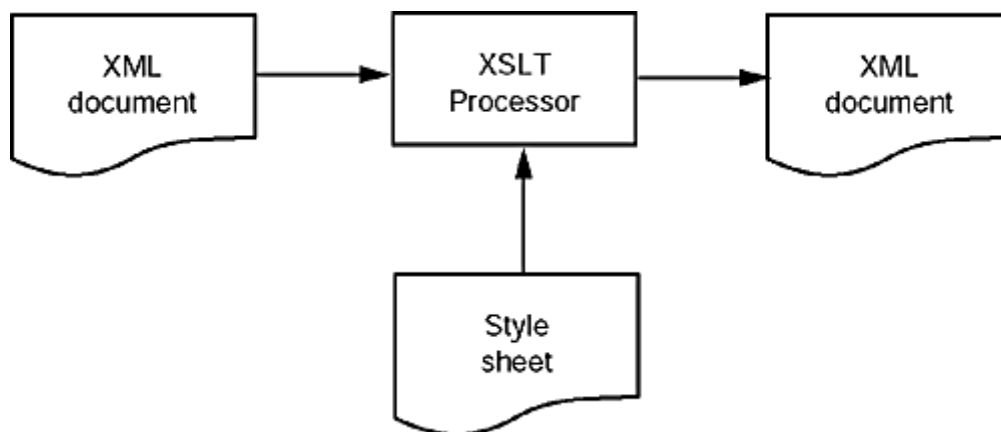 XML
document
XSLT
Processor
XML
document
Style
sheet